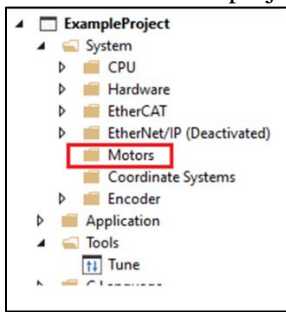 ExampleProject
System
CPU
Hardware
EtherCAT
EtherNet/IP (Deactivated)
Motors
Coordinate Systems
Encoder
Application
Tools
Tune